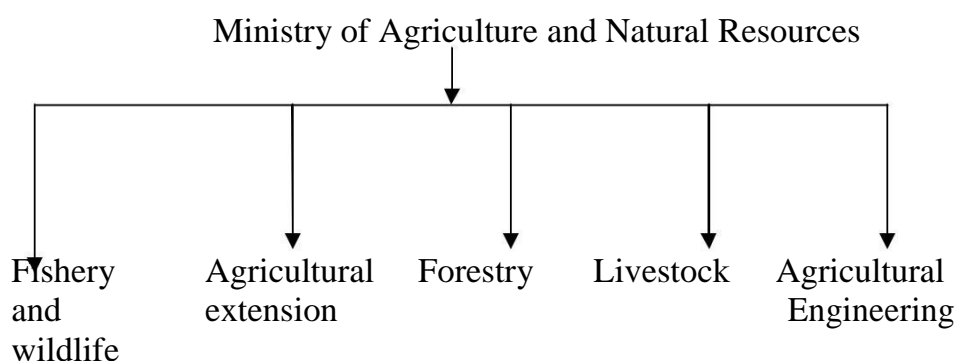 Ministry of Agriculture and Natural Resources
Fishery
and
wildlife
Agricultural
extension
Forestry
Livestock
Agricultural
Engineering